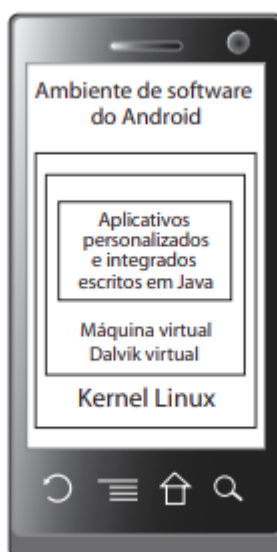 Ambiente de software
do Android
Aplicativos
personalizados
e integrados
escritos em Java
Máquina virtual
Dalvik virtual
Kernel Linux